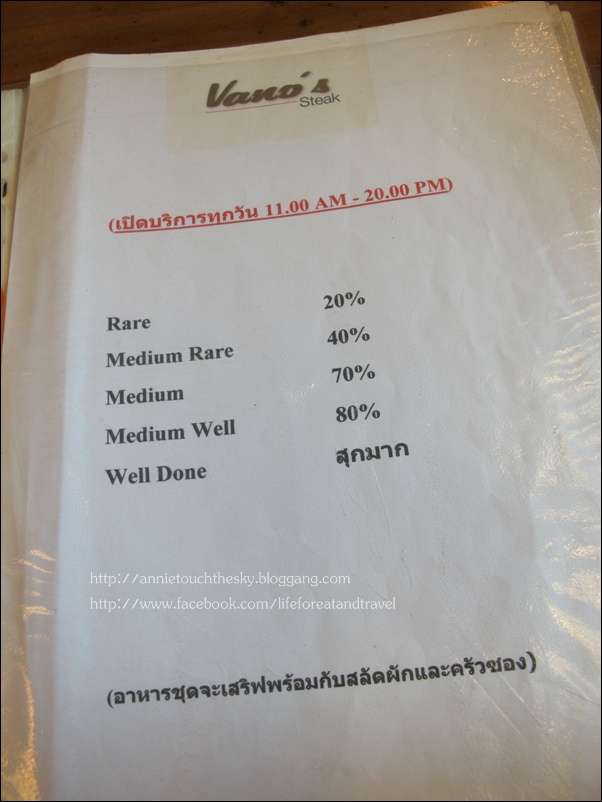 Vano's
Steak
(เปิดบริการทุกวัน 11.00 AM - 20.00 PM)
Rare 20%
Medium Rare 40%
Medium 70%
Medium Well 80%
Well Done สุกมาก
http://annietouchthesky.bloggang.com
http://www.facebook.com/lifeforeatandtravel
(อาหารชุดจะเสริฟพร้อมกับสลัดผักและครัวซอง)